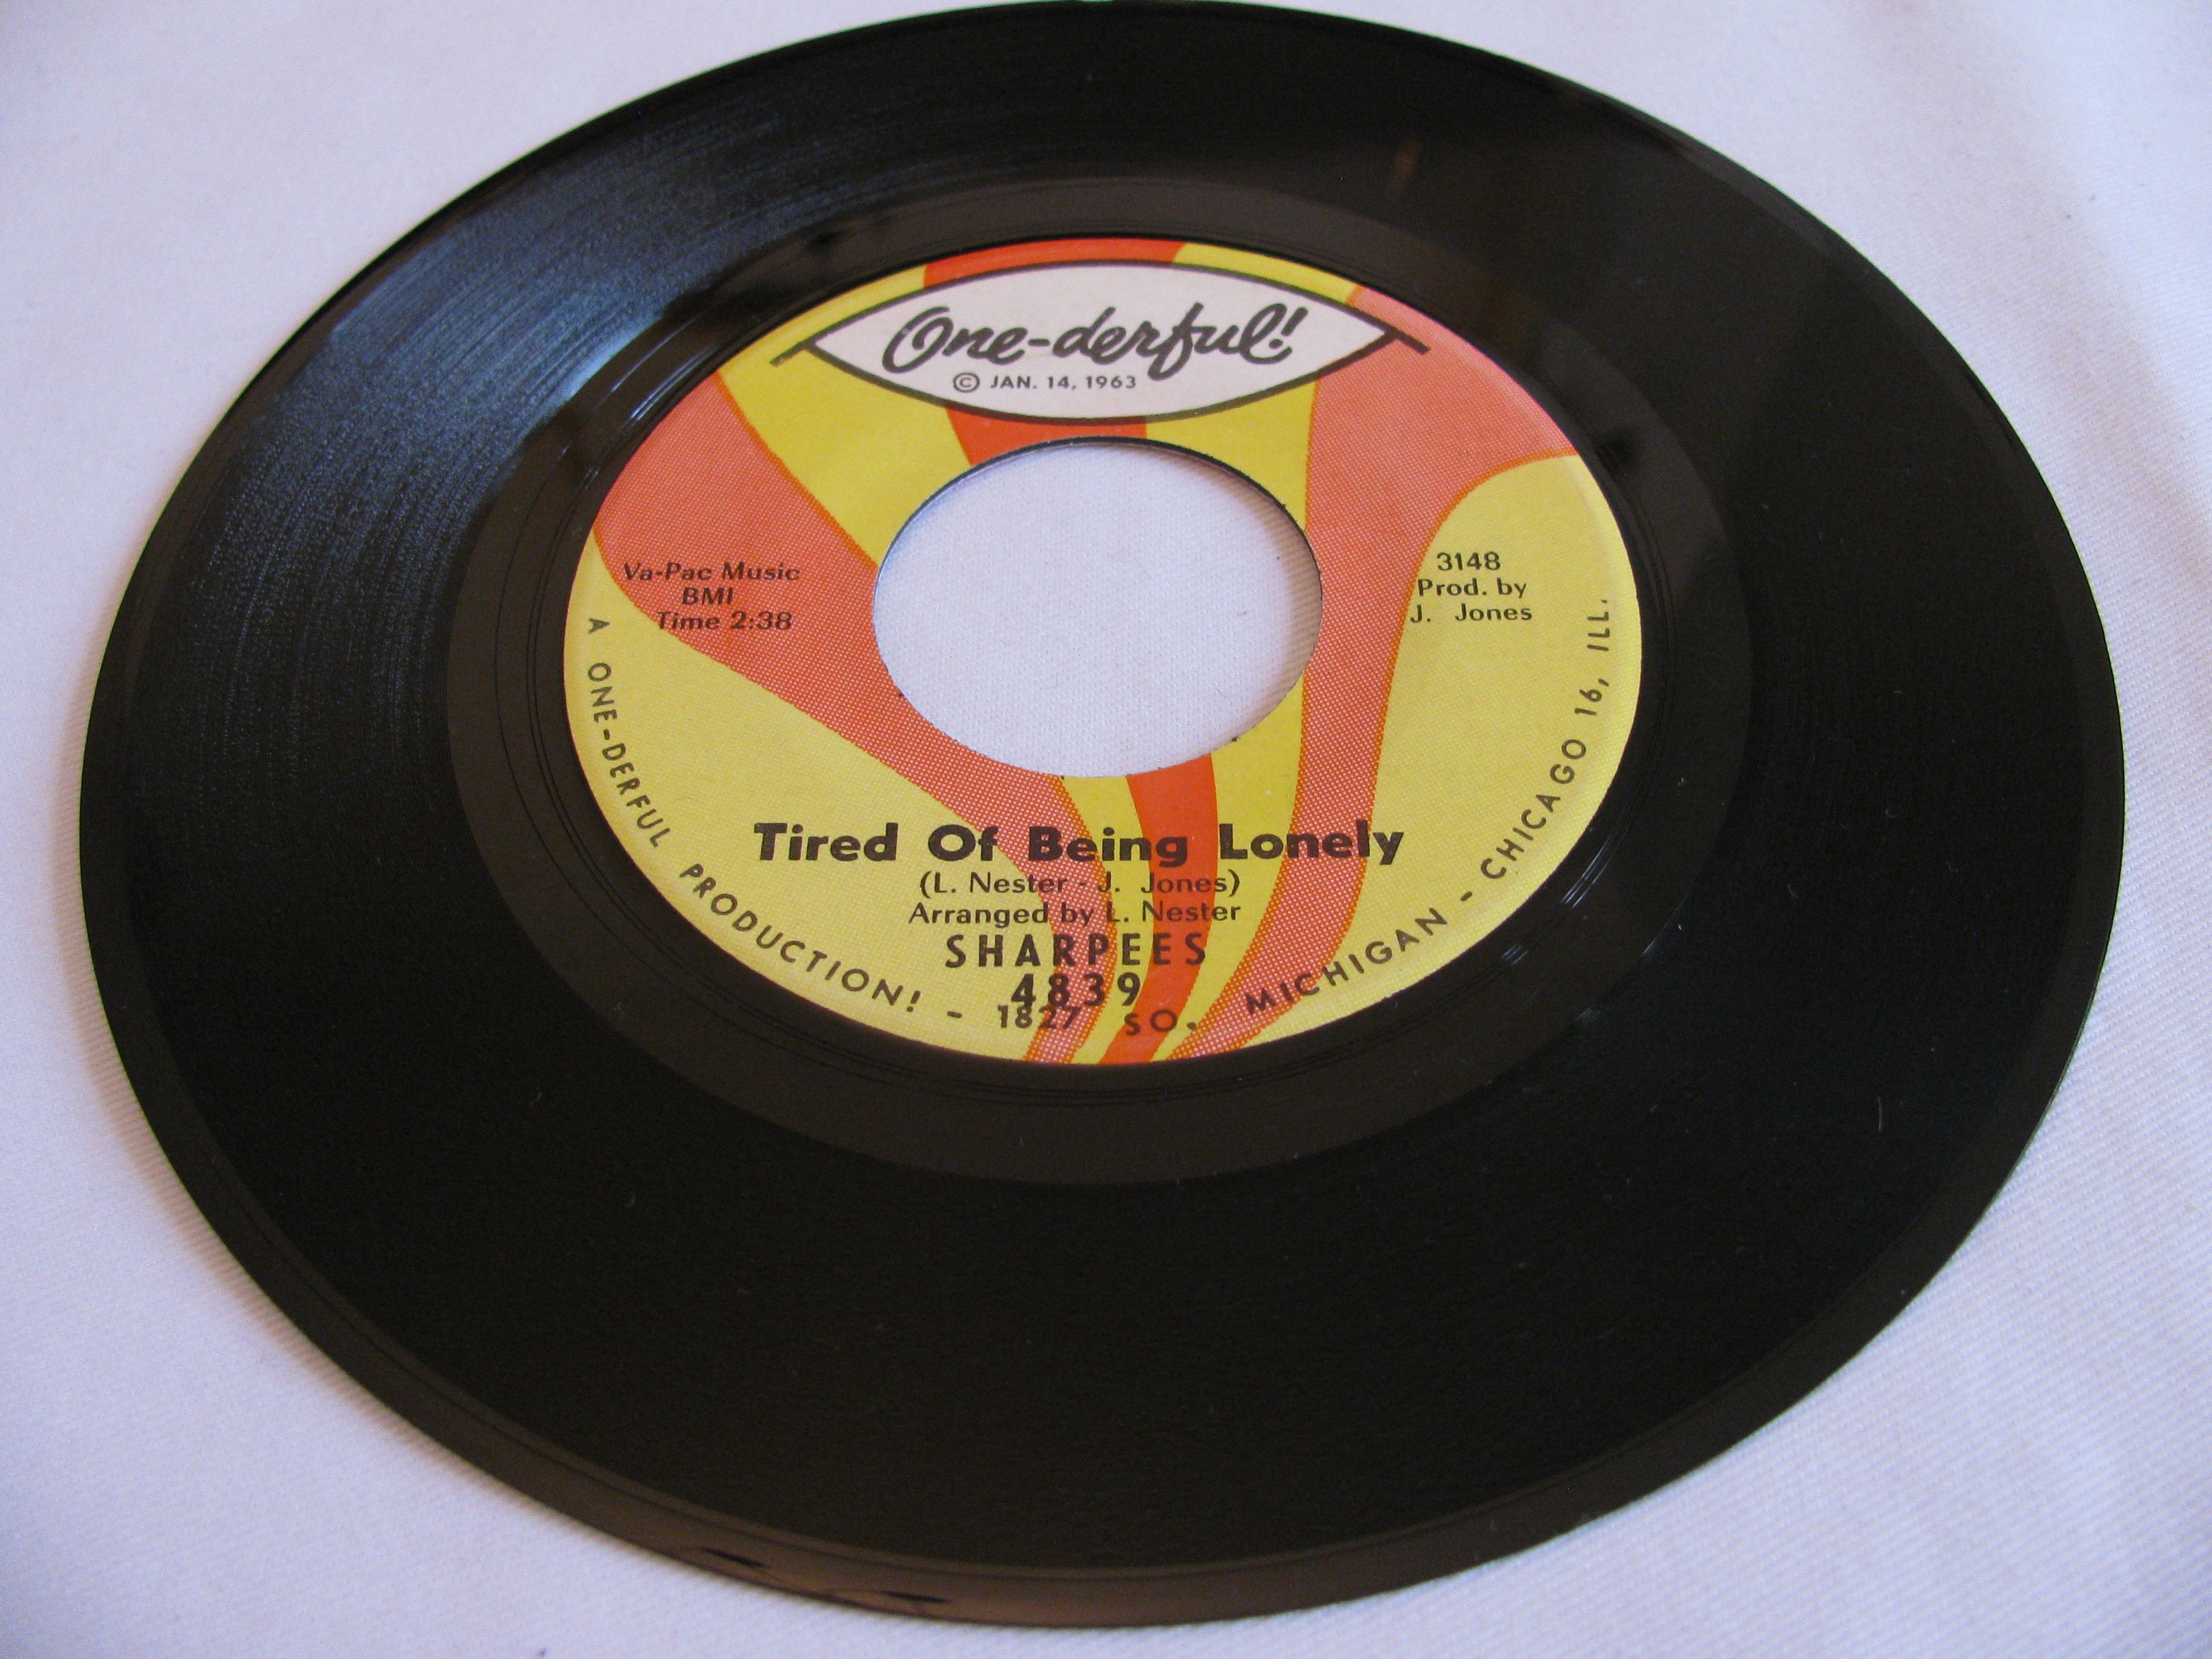 One-derful!
© JAN. 14, 1963
Va-Pac Music
BMI
Time 2:38
3148
Prod. by
J. Jones
Tired Of Being Lonely
(L. Nester - J. Jones)
Arranged by L. Nester
SHARPEES
4839
A ONE-DERFUL PRODUCTION! - 1827 SO. MICHIGAN - CHICAGO 16, ILL.